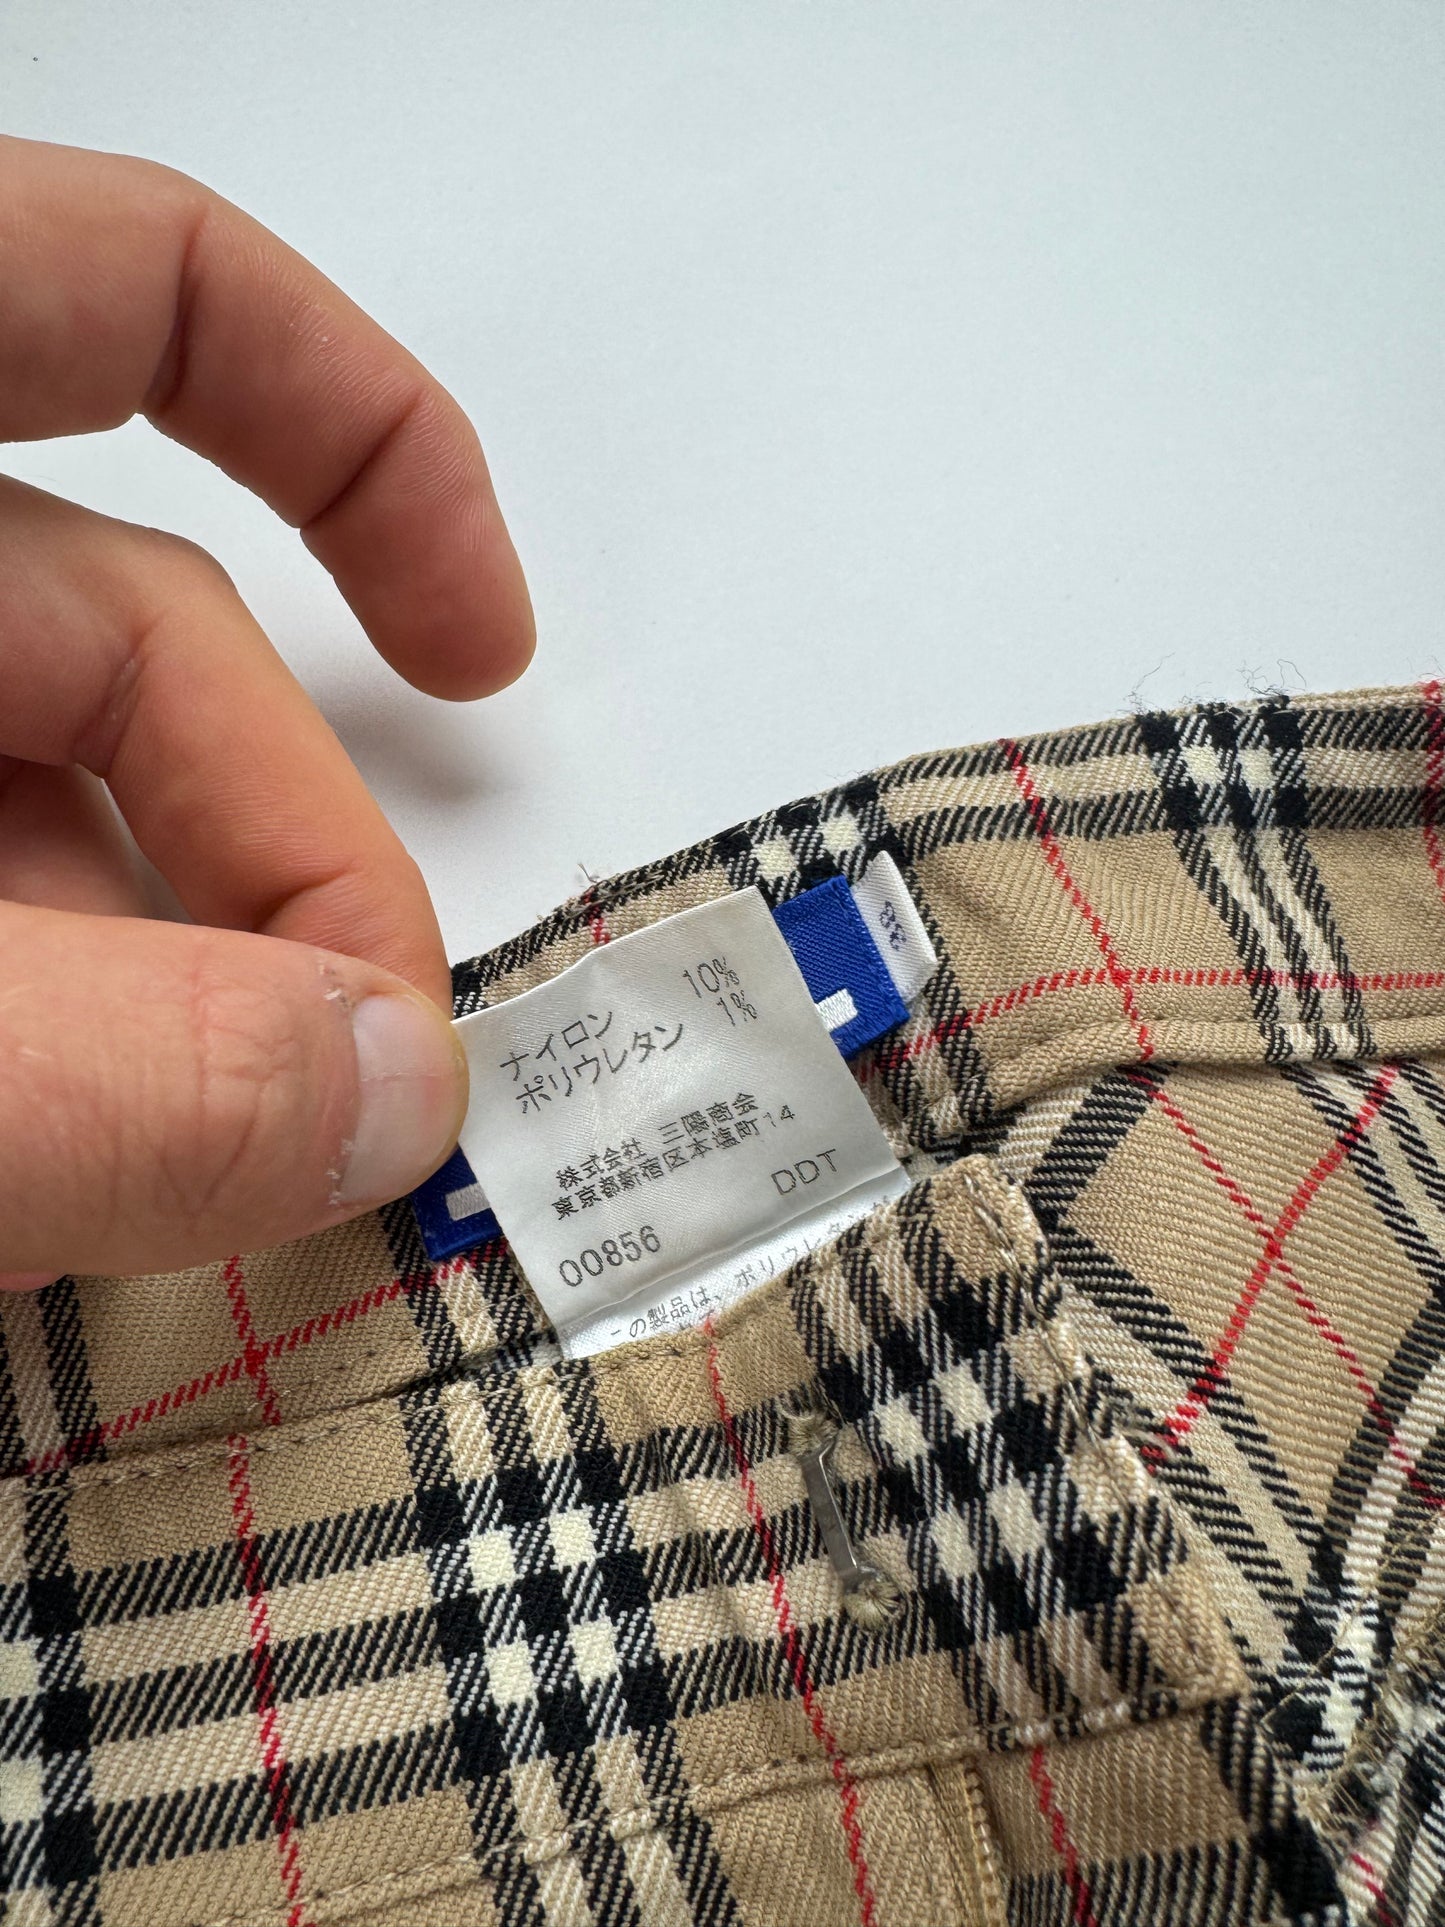 38
ナイロン 10%
ポリウレタン 1%
株式会社 三陽商会
東京都新宿区本塩町14
DDT
00856
の製品は、ポリウレタン